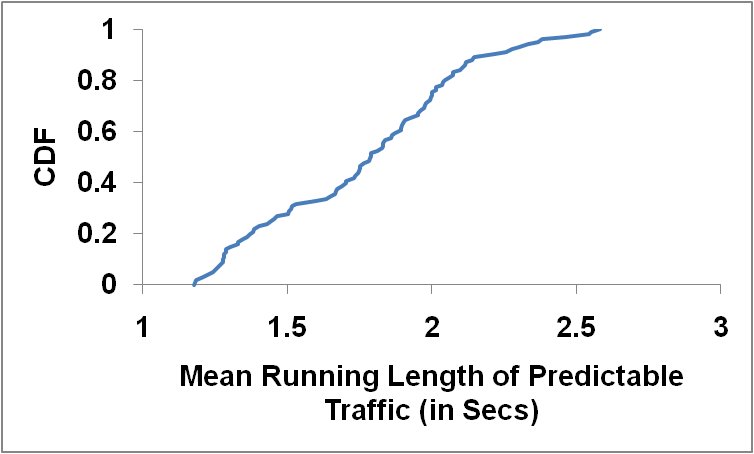 1
0.8
0.6
0.4
0.2
0
CDF
1 1.5 2 2.5 3
Mean Running Length of Predictable
Traffic (in Secs)